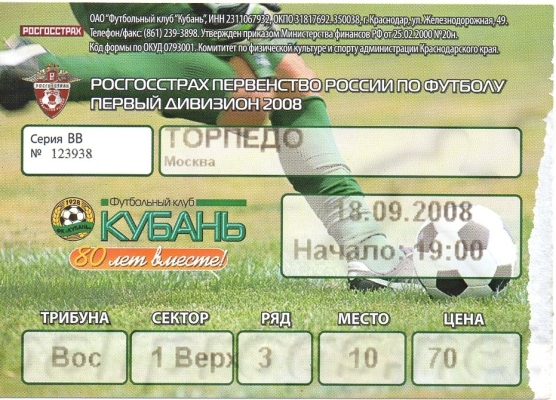 РОСГОССТРАХ
ОАО "Футбольный клуб "Кубань", ИНН 2311067932, ОКПО 31817692. 350038, г. Краснодар, ул. Железнодорожная, 49.
Телефон/факс: (861) 239-3898. Утвержден приказом Министерства финансов РФ от 25.02.2000 №20н.
Код формы по ОКУД 0793001. Комитетом по физической культуре и спорту администрации Краснодарского края.
РОСГОССТРАХ
РОСГОССТРАХ ПЕРВЕНСТВО РОССИИ ПО ФУТБОЛУ
ПЕРВЫЙ ДИВИЗИОН 2008
Серия ВВ
№ 123938
ТОРПЕДО
Москва
Футбольный клуб
1928
КУБАНЬ
80 лет вместе!
18.09.2008
Начало: 19:00
ТРИБУНА СЕКТОР РЯД МЕСТО ЦЕНА
Вос 1 Верх 3 10 70